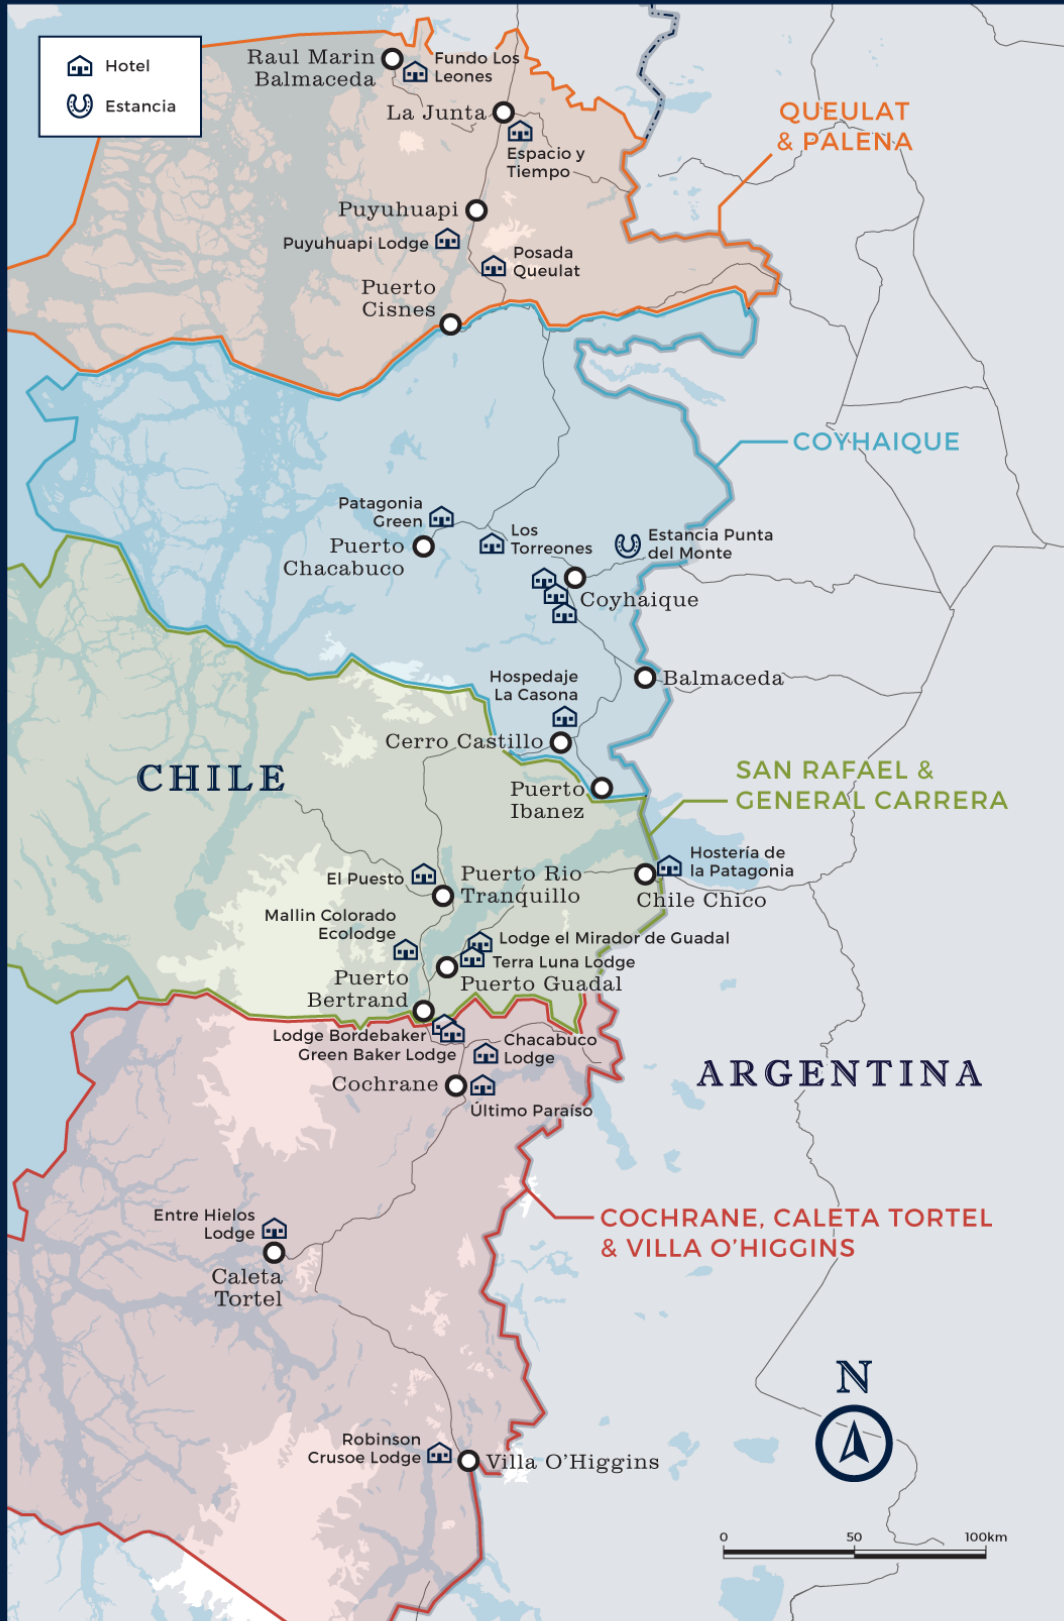 Hotel
Estancia
Raul Marin
Balmaceda
Fundo Los
Leones
La Junta
Espacio y
Tiempo
QUEULAT
& PALENA
Puyuhuapi
Puyuhuapi Lodge
Posada
Queulat
Puerto
Cisnes
COYHAIQUE
Patagonia
Green
Puerto
Chacabuco
Los
Torreones
Estancia Punta
del Monte
Coyhaique
Balmaceda
Hospedaje
La Casona
Cerro Castillo
CHILE
Puerto
Ibanez
SAN RAFAEL &
GENERAL CARRERA
El Puesto
Puerto Rio
Tranquillo
Hostería de
la Patagonia
Chile Chico
Mallin Colorado
Ecolodge
Lodge el Mirador de Guadal
Terra Luna Lodge
Puerto Guadal
Puerto
Bertrand
Lodge Bordebaker
Green Baker Lodge
Chacabuco
Lodge
Cochrane
Último Paraíso
ARGENTINA
Entre Hielos
Lodge
Caleta
Tortel
COCHRANE, CALETA TORTEL
& VILLA O'HIGGINS
Robinson
Crusoe Lodge
Villa O'Higgins
N
0 50 100km